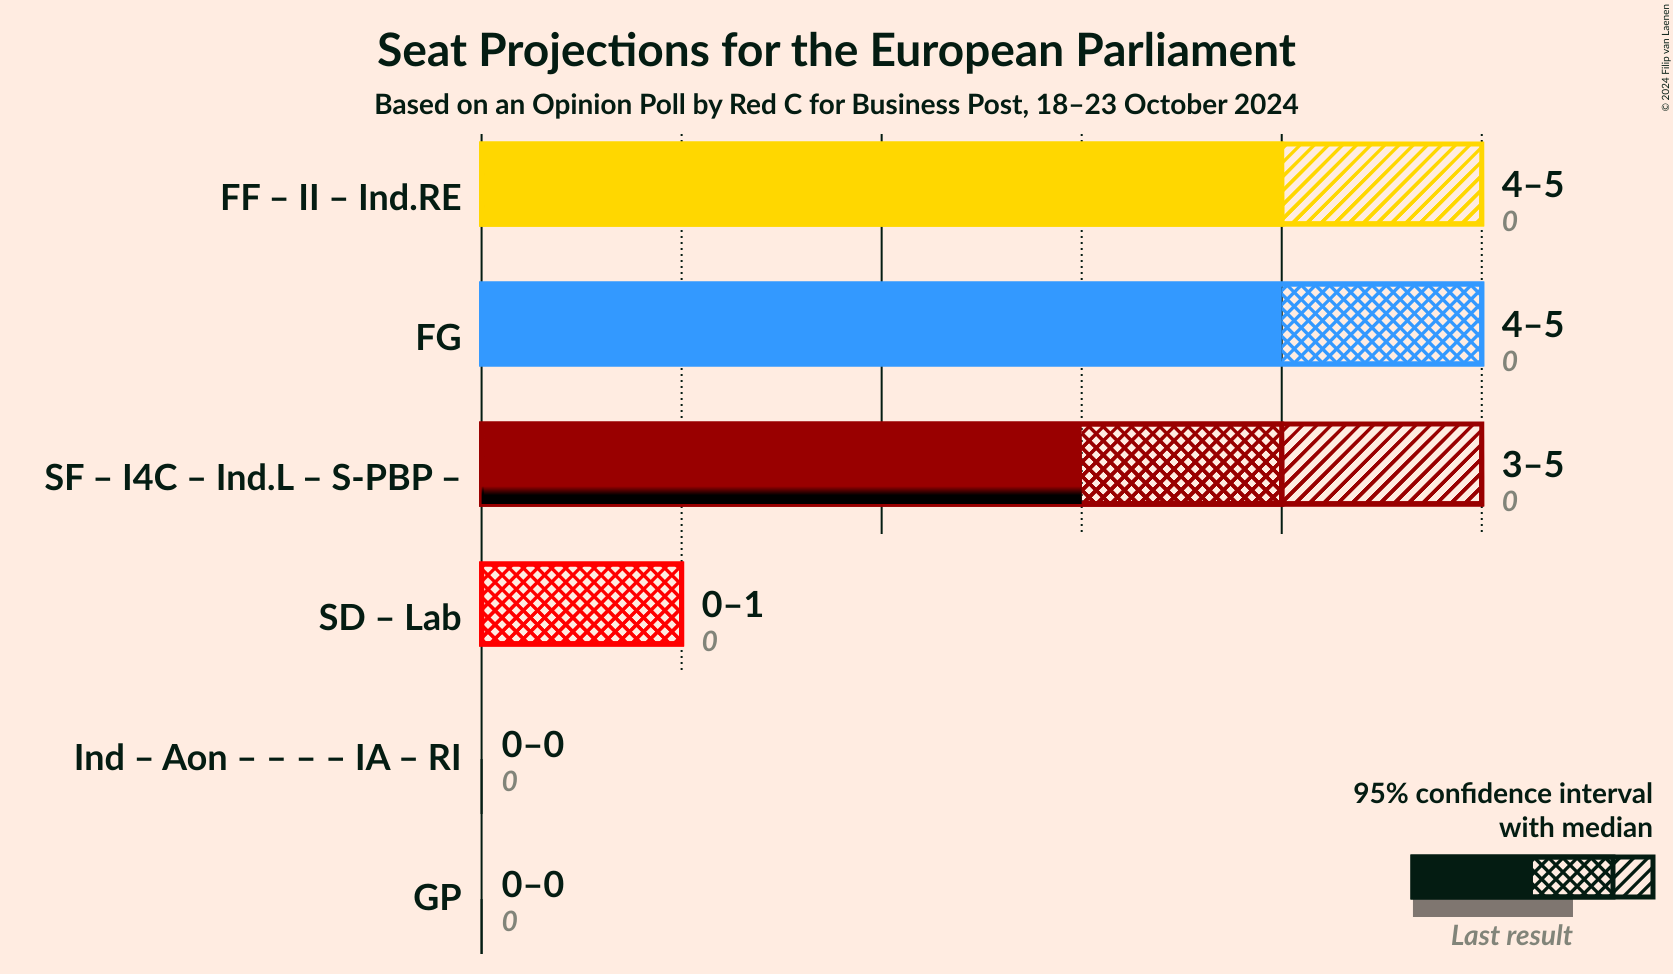 Seat Projections for the European Parliament
Based on an Opinion Poll by Red C for Business Post, 18–23 October 2024
© 2024 Filip van Laenen
FF – II – Ind.RE
4–5
0
FG
4–5
0
SF – I4C – Ind.L – S-PBP –
3–5
0
SD – Lab
0–1
0
Ind – Aon – – – – IA – RI
0–0
0
GP
0–0
0
95% confidence interval
with median
Last result